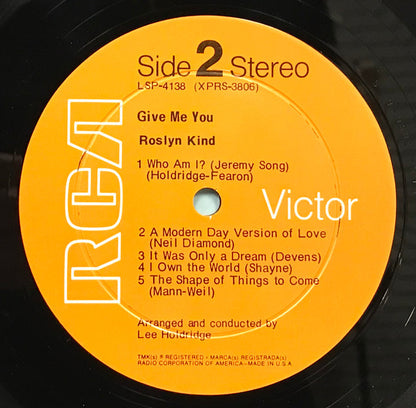 Side 2 Stereo
LSP-4138 (XPRS-3806)
Give Me You
Roslyn Kind
1 Who Am I? (Jeremy Song)
(Holdridge-Fearon)
RCA
Victor
2 A Modern Day Version of Love
(Neil Diamond)
3 It Was Only a Dream (Devens)
4 I Own the World (Shayne)
5 The Shape of Things to Come
(Mann-Weil)
Arranged and conducted by
Lee Holdridge
TMK(s) ® REGISTERED • MARCA(s) REGISTRADA(s)
RADIO CORPORATION OF AMERICA-MADE IN U.S.A.